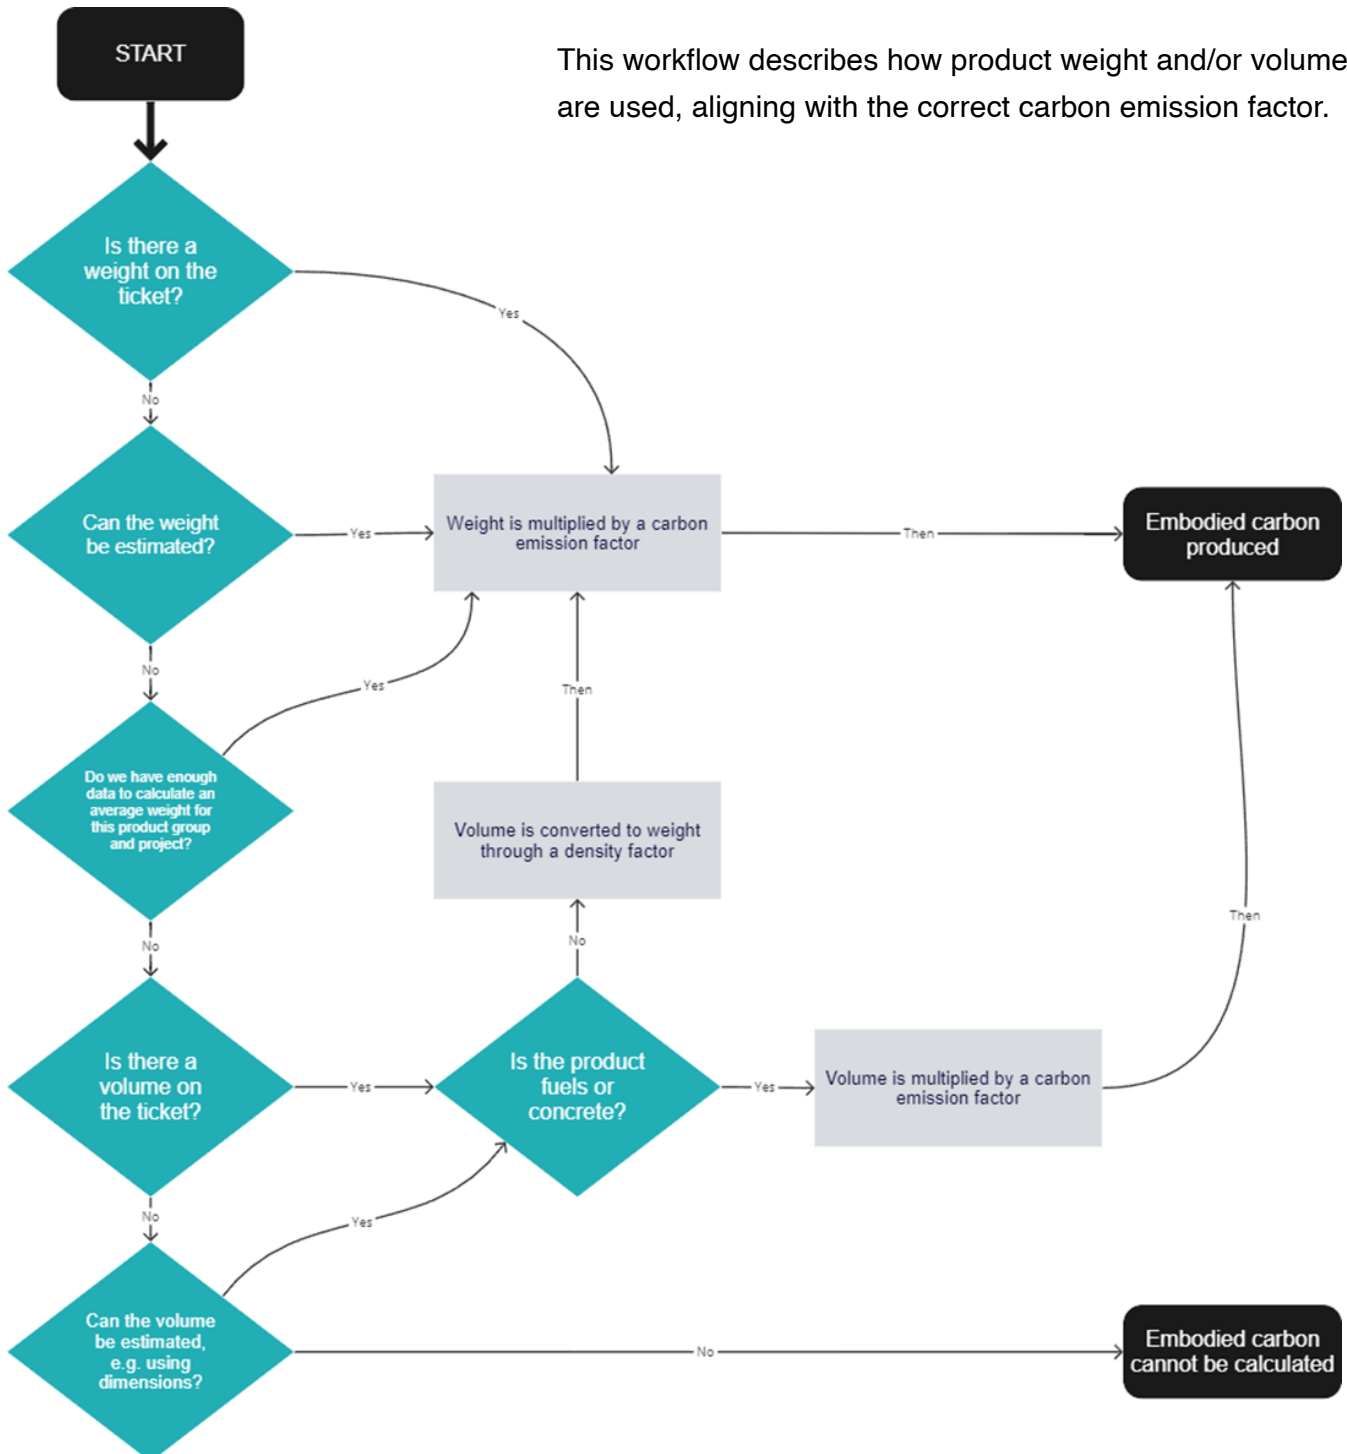 START
This workflow describes how product weight and/or volume
are used, aligning with the correct carbon emission factor.
Is there a
weight on the
ticket?
Yes
No
Can the weight
be estimated?
Yes
Weight is multiplied by a carbon
emission factor
Then
Embodied carbon
produced
No
Yes
Then
Do we have enough
data to calculate an
average weight for
this product group
and project?
Volume is converted to weight
through a density factor
Then
No
No
Is there a
volume on
the ticket?
Yes
Is the product
fuels or
concrete?
Yes
Volume is multiplied by a carbon
emission factor
No
Yes
Can the volume
be estimated,
e.g. using
dimensions?
No
Embodied carbon
cannot be calculated